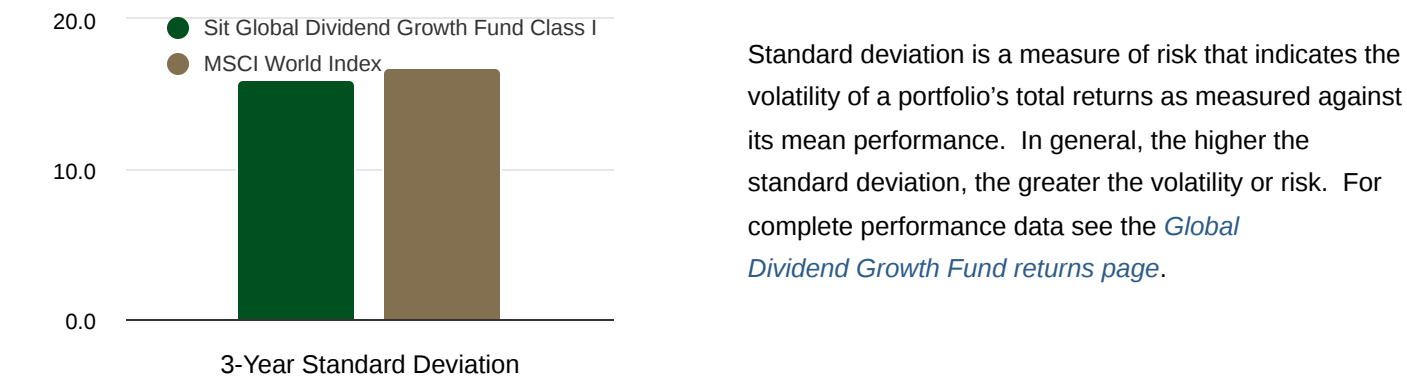 20.0
Sit Global Dividend Growth Fund Class I
MSCI World Index
10.0
0.0
3-Year Standard Deviation
Standard deviation is a measure of risk that indicates the
volatility of a portfolio’s total returns as measured against
its mean performance.  In general, the higher the
standard deviation, the greater the volatility or risk.  For
complete performance data see the Global
Dividend Growth Fund returns page.